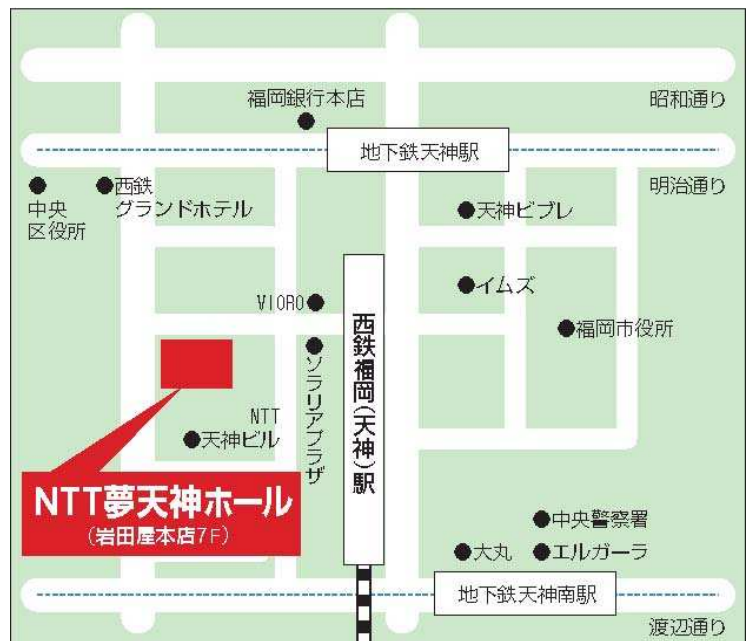 昭和通り
福岡銀行本店
地下鉄天神駅
明治通り
中央
区役所
西鉄
グランドホテル
天神ビブレ
イムズ
VIORO
福岡市役所
西鉄福岡(天神)駅
ソラリアプラザ
NTT
天神ビル
NTT夢天神ホール
(岩田屋本店7F)
中央警察署
大丸
エルガーラ
地下鉄天神南駅
渡辺通り